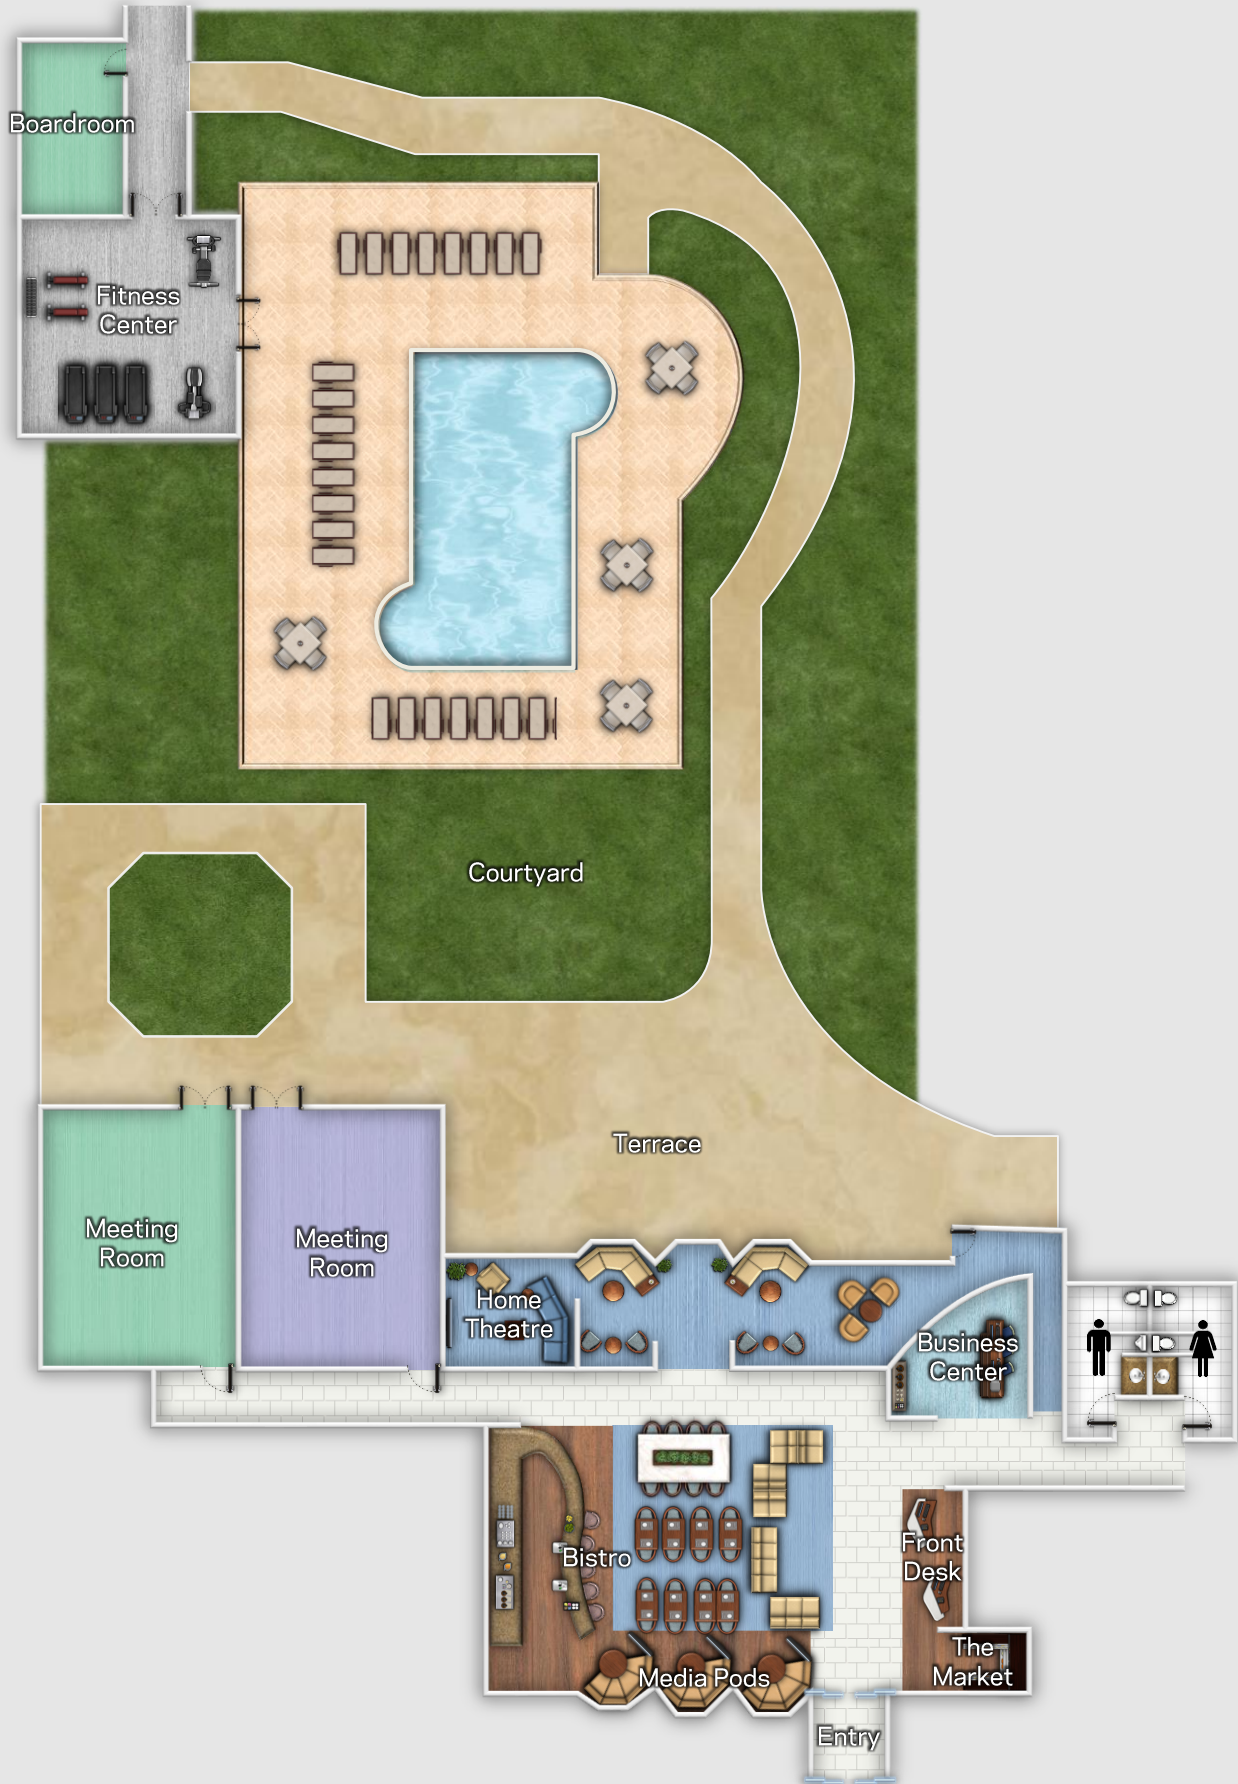 Boardroom
Fitness
Center
Courtyard
Terrace
Meeting
Room
Meeting
Room
Home
Theatre
Business
Center
Bistro
Front
Desk
The
Market
Media Pods
Entry